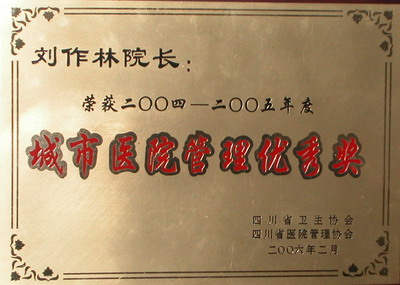 刘作林院长：
荣获二〇〇四—二〇〇五年度
城市医院管理优秀奖
四川省卫生协会
四川省医院管理协会
二〇〇六年二月